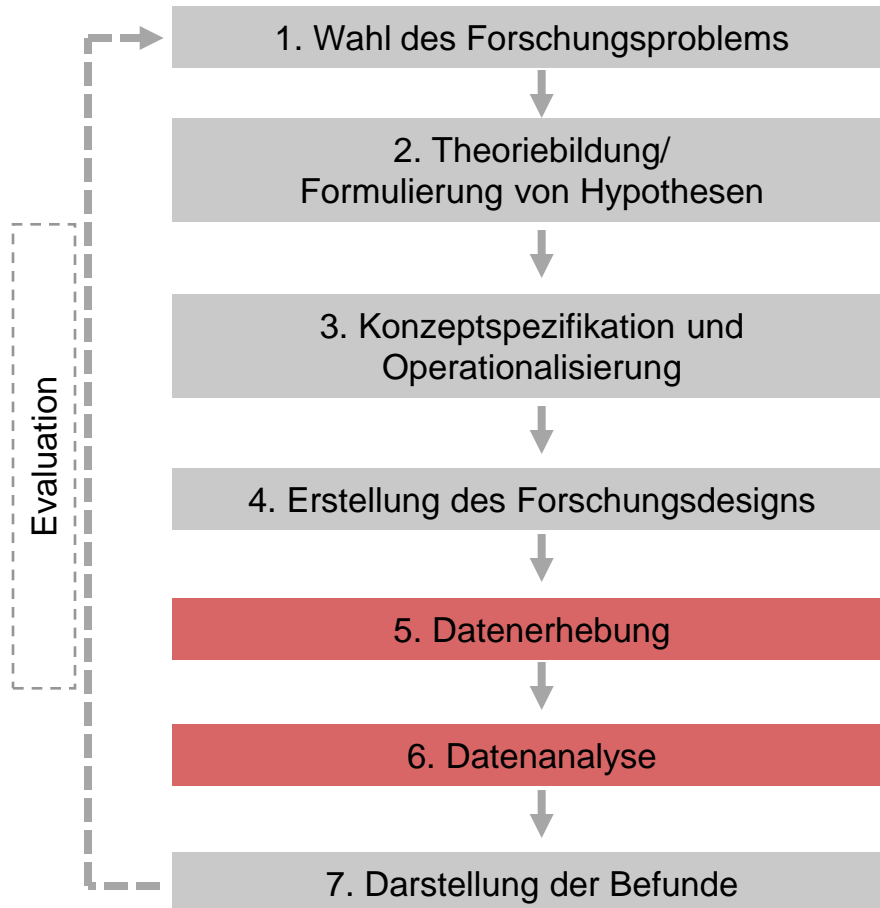 1. Wahl des Forschungsproblems
2. Theoriebildung/
Formulierung von Hypothesen
3. Konzeptspezifikation und
Operationalisierung
4. Erstellung des Forschungsdesigns
5. Datenerhebung
6. Datenanalyse
7. Darstellung der Befunde
Evaluation